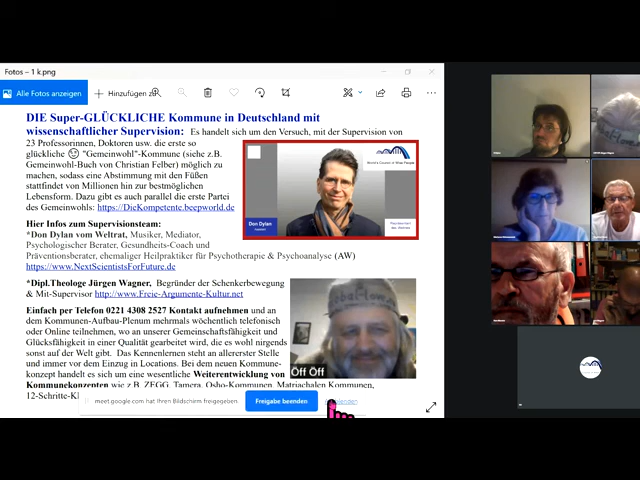 Fotos – 1 k.png
Alle Fotos anzeigen
Hinzufügen zu
DIE Super-GLÜCKLICHE Kommune in Deutschland mit
wissenschaftlicher Supervision: Es handelt sich um den Versuch, mit der Supervision von
23 Professorinnen, Doktoren usw. die erste so
glückliche "Gemeinwohl"-Kommune (siehe z.B.
Gemeinwohl-Buch von Christian Felber) möglich zu
machen, sodass eine Abstimmung mit den Füßen
stattfindet von Millionen hin zur bestmöglichen
Lebensform. Dazu gibt es auch parallel die erste Partei
des Gemeinwohls: https://DieKompetente.beepworld.de
Don Dylan
Hier Infos zum Supervisionsteam:
*Don Dylan vom Weltrat, Musiker, Mediator,
Psychologischer Berater, Gesundheits-Coach und
Präventionsberater, ehemaliger Heilpraktiker für Psychotherapie & Psychoanalyse (AW)
https://www.NextScientistsForFuture.de
*Dipl.Theologe Jürgen Wagner, Begründer der Schenkerbewegung
& Mit-Supervisor http://www.Freie-Argumente-Kultur.net
Einfach per Telefon 0221 4308 2527 Kontakt aufnehmen und an
dem Kommunen-Aufbau-Plenum mehrmals wöchentlich telefonisch
oder Online teilnehmen, wo an unserer Gemeinschaftsfähigkeit und
Glücksfähigkeit in einer Qualität gearbeitet wird, die es wohl nirgends
sonst auf der Welt gibt. Das Kennenlernen steht an allererster Stelle
und immer vor dem Einzug in Locations. Bei dem neuen Kommune-
konzept handelt es sich um eine wesentliche Weiterentwicklung von
Kommunekonzepten wie z.B. ZEGG, Tamera, Osho-Kommunen, Matriachalen Kommunen,
12-Schritte-Kl
Öff Öff
meet.google.com hat Ihren Bildschirm freigegeben.
Freigabe beenden